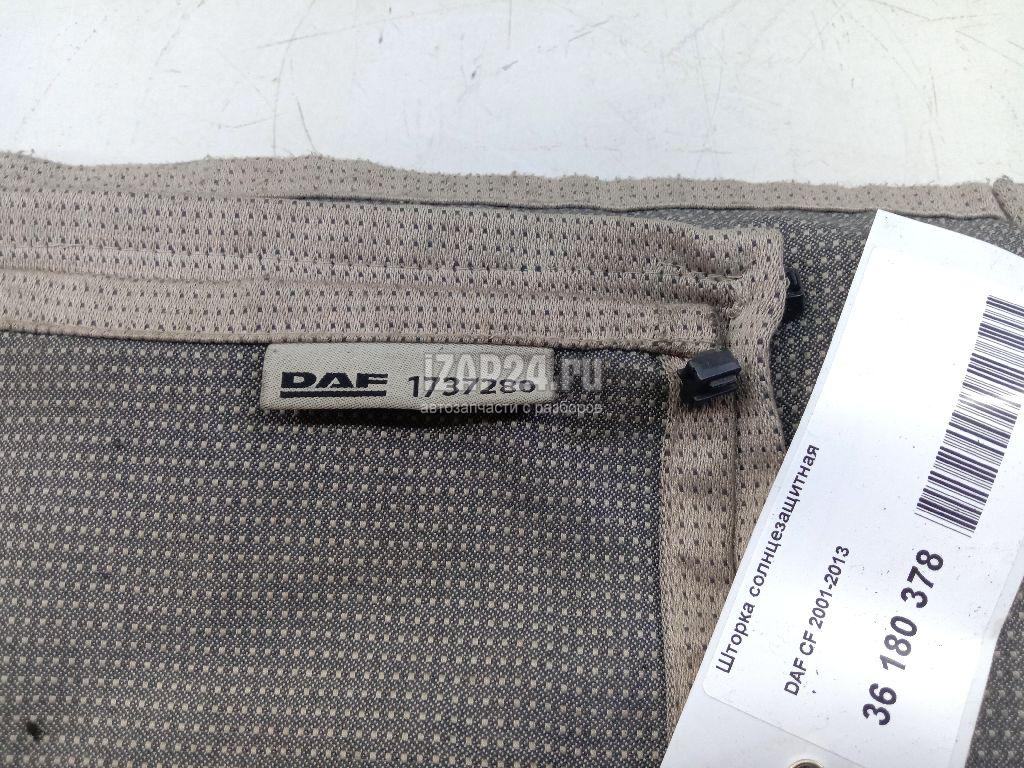 DAF 1737280
iZAP24.ru
автозапчасти с разборов
Шторка солнцезащитная
DAF CF 2001-2013
36 180 378